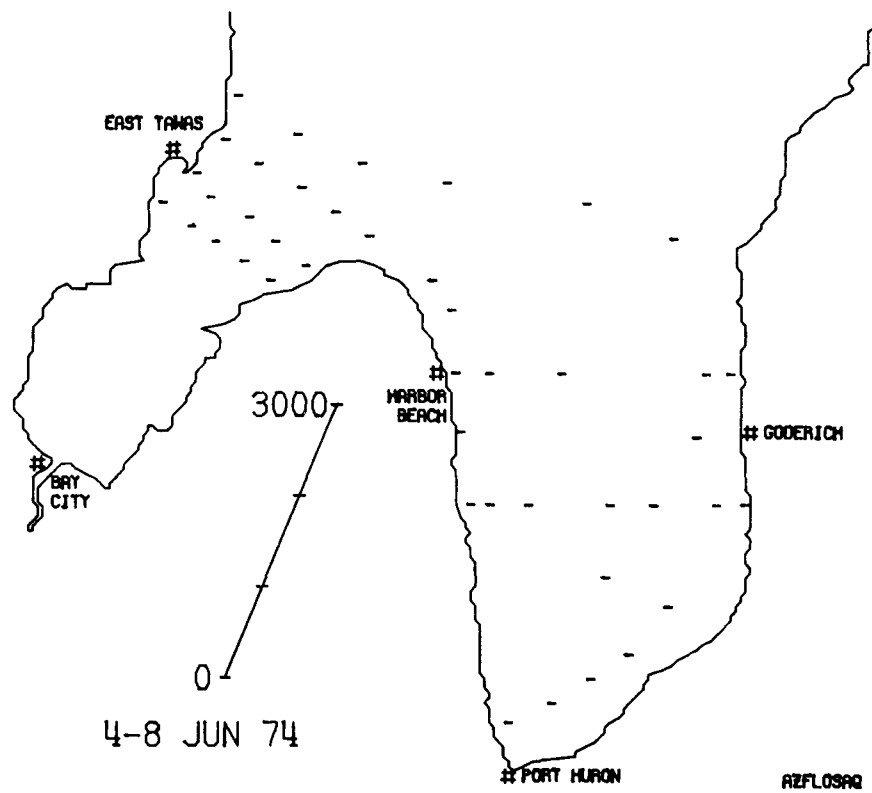 EAST TAWAS
#
3000
#
HARBOR
BEACH
# GODERICH
#
BAY
CITY
0
4-8 JUN 74
# PORT HURON
AZFLOSAQ